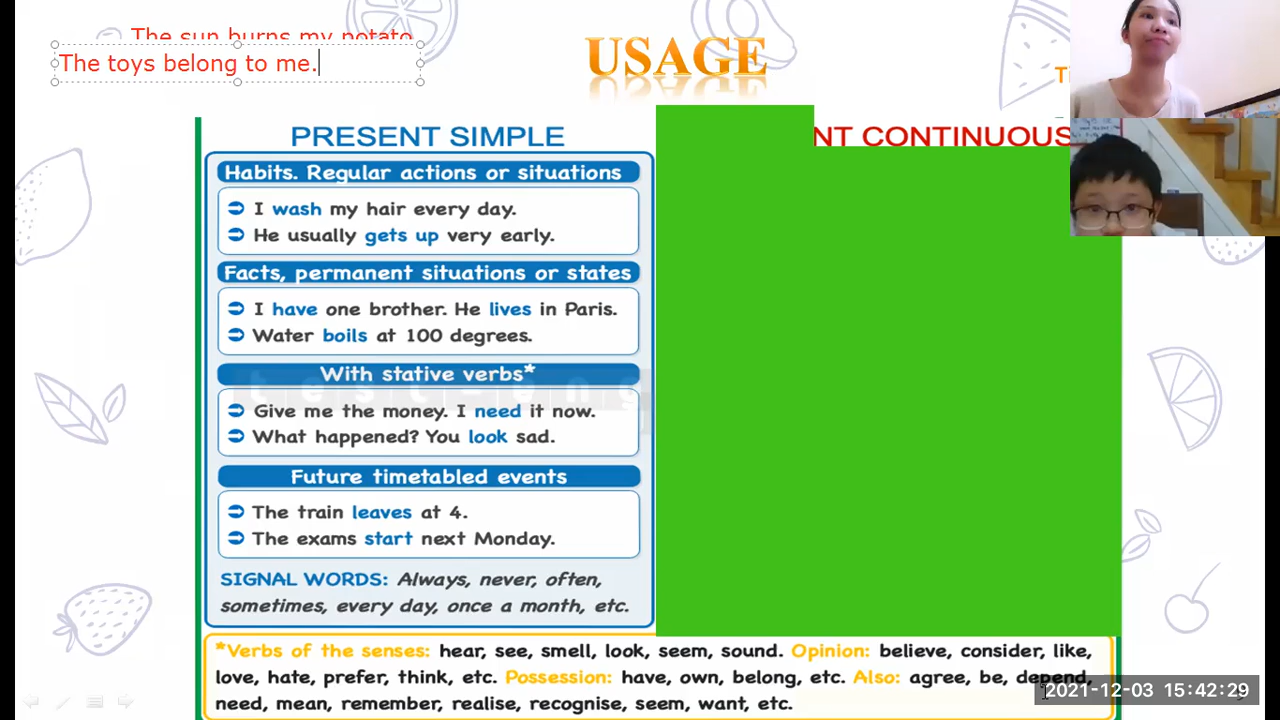 The sun burns my potato
The toys belong to me.
USAGE
PRESENT SIMPLE
NT CONTINUOUS
Habits. Regular actions or situations
I wash my hair every day.
He usually gets up very early.
Facts, permanent situations or states
I have one brother. He lives in Paris.
Water boils at 100 degrees.
With stative verbs*
Give me the money. I need it now.
What happened? You look sad.
Future timetabled events
The train leaves at 4.
The exams start next Monday.
SIGNAL WORDS: Always, never, often,
sometimes, every day, once a month, etc.
*Verbs of the senses: hear, see, smell, look, seem, sound. Opinion: believe, consider, like,
love, hate, prefer, think, etc. Possession: have, own, belong, etc. Also: agree, be, depend,
need, mean, remember, realise, recognise, seem, want, etc.
2021-12-03 15:42:29